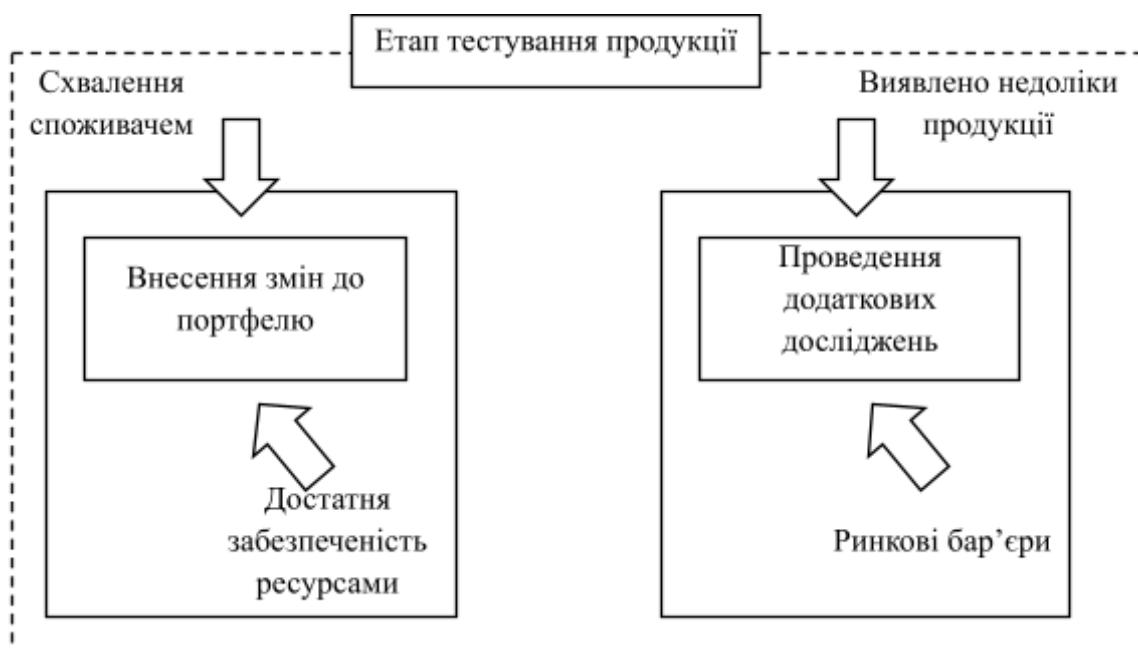 Етап тестування продукції
Схвалення
споживачем
Виявлено недоліки
продукції
Внесення змін до
портфелю
Проведення
додаткових
досліджень
Достатня
забезпеченість
ресурсами
Ринкові бар’єри